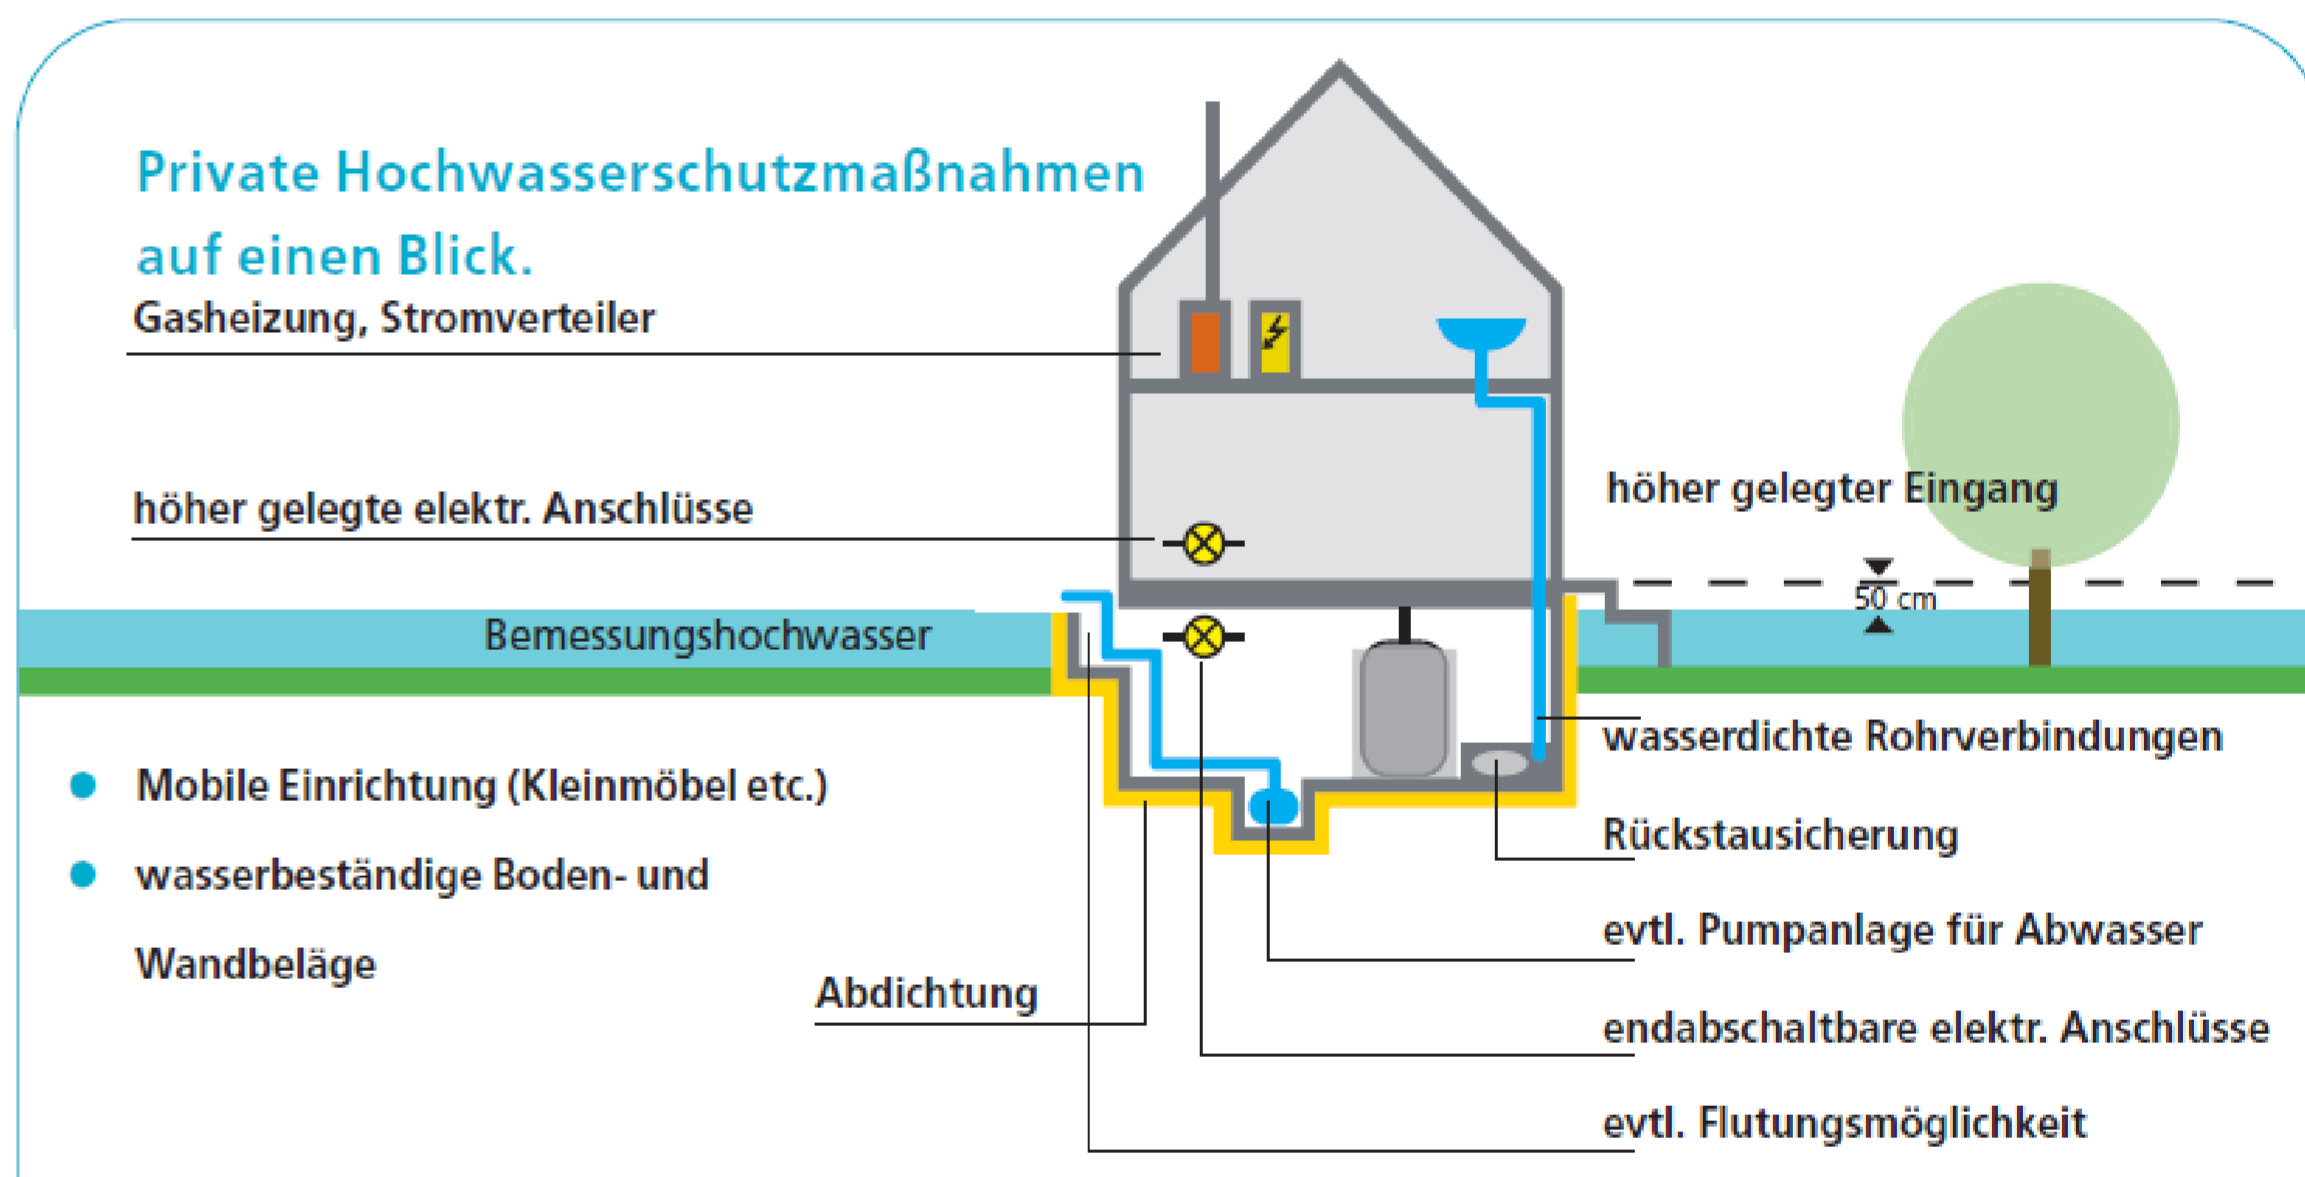 Private Hochwasserschutzmaßnahmen
auf einen Blick.
Gasheizung, Stromverteiler
höher gelegte elektr. Anschlüsse
höher gelegter Eingang
50 cm
Bemessungshochwasser
wasserdichte Rohrverbindungen
Mobile Einrichtung (Kleinmöbel etc.)
Rückstausicherung
wasserbeständige Boden- und
Wandbeläge
evtl. Pumpanlage für Abwasser
Abdichtung
endabschaltbare elektr. Anschlüsse
evtl. Flutungsmöglichkeit